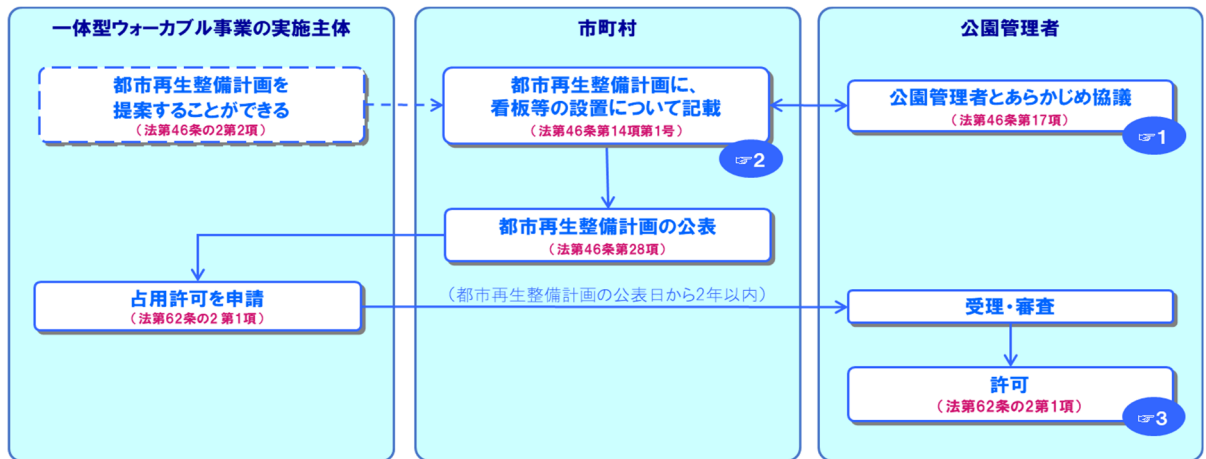 一体型ウォーカブル事業の実施主体
市町村
公園管理者
都市再生整備計画を
提案することができる
（法第46条の2第2項）
都市再生整備計画に、
看板等の設置について記載
（法第46条第14項第1号）
☞2
公園管理者とあらかじめ協議
（法第46条第17項）
☞1
都市再生整備計画の公表
（法第46条第28項）
占用許可を申請
（法第62条の2 第1項）
（都市再生整備計画の公表日から2年以内）
受理・審査
許可
（法第62条の2第1項）
☞3